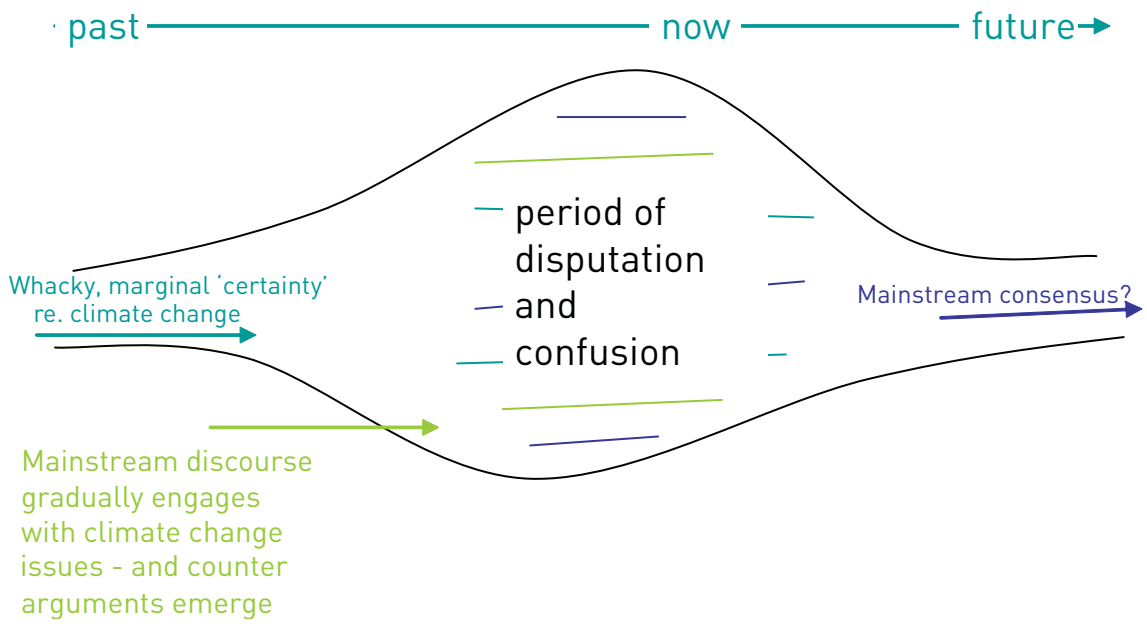 past now future
Whacky, marginal ‘certainty’
re. climate change
period of
disputation
and
confusion
Mainstream consensus?
Mainstream discourse
gradually engages
with climate change
issues - and counter
arguments emerge